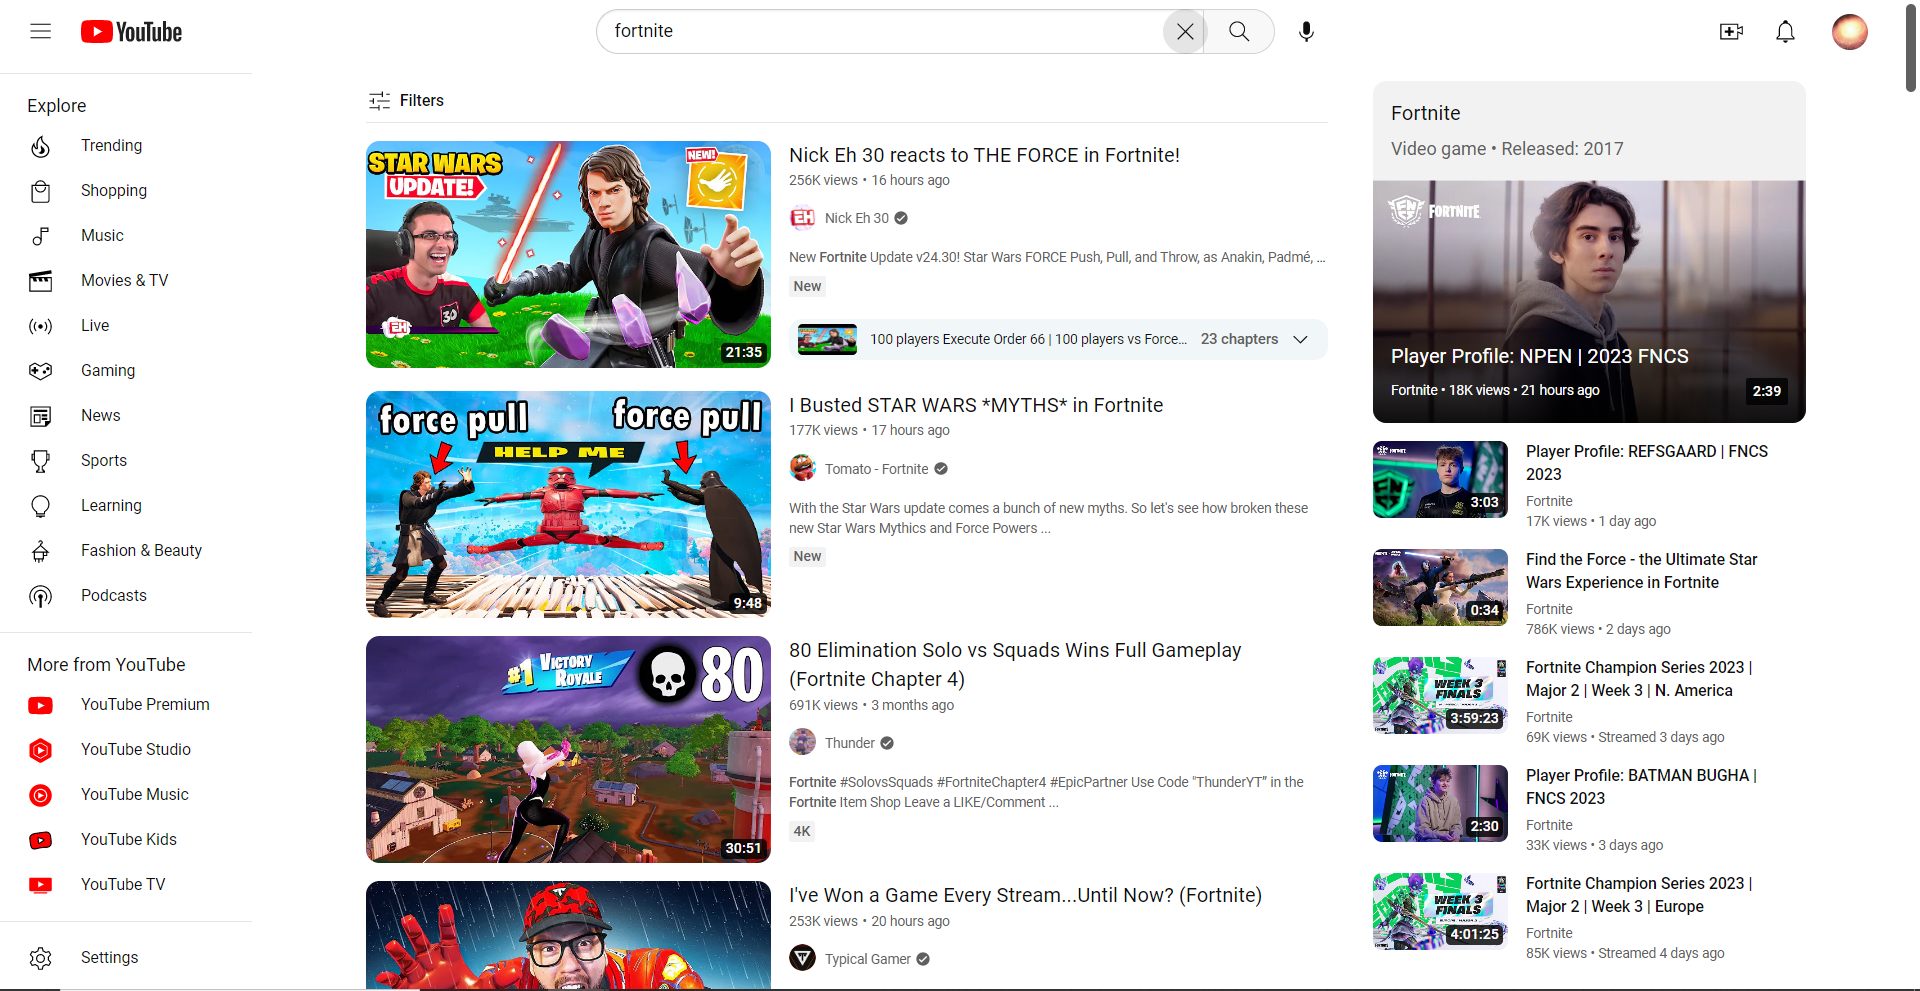 YouTube
fortnite
Explore
Trending
Shopping
Music
Movies & TV
Live
Gaming
News
Sports
Learning
Fashion & Beauty
Podcasts
More from YouTube
YouTube Premium
YouTube Studio
YouTube Music
YouTube Kids
YouTube TV
Settings
Filters
STAR WARS
UPDATE!
NEW!
30
EH
21:35
Nick Eh 30 reacts to THE FORCE in Fortnite!
256K views • 16 hours ago
EH
Nick Eh 30
New Fortnite Update v24.30! Star Wars FORCE Push, Pull, and Throw, as Anakin, Padmé, ...
New
100 players Execute Order 66 | 100 players vs Force...
23 chapters
force pull
force pull
HELP ME
9:48
I Busted STAR WARS *MYTHS* in Fortnite
177K views • 17 hours ago
Tomato - Fortnite
With the Star Wars update comes a bunch of new myths. So let's see how broken these
new Star Wars Mythics and Force Powers ...
New
#1 VICTORY
ROYALE
80
30:51
80 Elimination Solo vs Squads Wins Full Gameplay
(Fortnite Chapter 4)
691K views • 3 months ago
Thunder
Fortnite #SolovsSquads #FortniteChapter4 #EpicPartner Use Code "ThunderYT" in the
Fortnite Item Shop Leave a LIKE/Comment ...
4K
I've Won a Game Every Stream...Until Now? (Fortnite)
253K views • 20 hours ago
Typical Gamer
Fortnite
Video game • Released: 2017
FNCS
FORTNITE
Player Profile: NPEN | 2023 FNCS
Fortnite • 18K views • 21 hours ago
2:39
3:03
Player Profile: REFSGAARD | FNCS
2023
Fortnite
17K views • 1 day ago
0:34
Find the Force - the Ultimate Star
Wars Experience in Fortnite
Fortnite
786K views • 2 days ago
WEEK 3
FINALS
3:59:23
Fortnite Champion Series 2023 |
Major 2 | Week 3 | N. America
Fortnite
69K views • Streamed 3 days ago
2:30
Player Profile: BATMAN BUGHA |
FNCS 2023
Fortnite
33K views • 3 days ago
WEEK 3
FINALS
4:01:25
Fortnite Champion Series 2023 |
Major 2 | Week 3 | Europe
Fortnite
85K views • Streamed 4 days ago